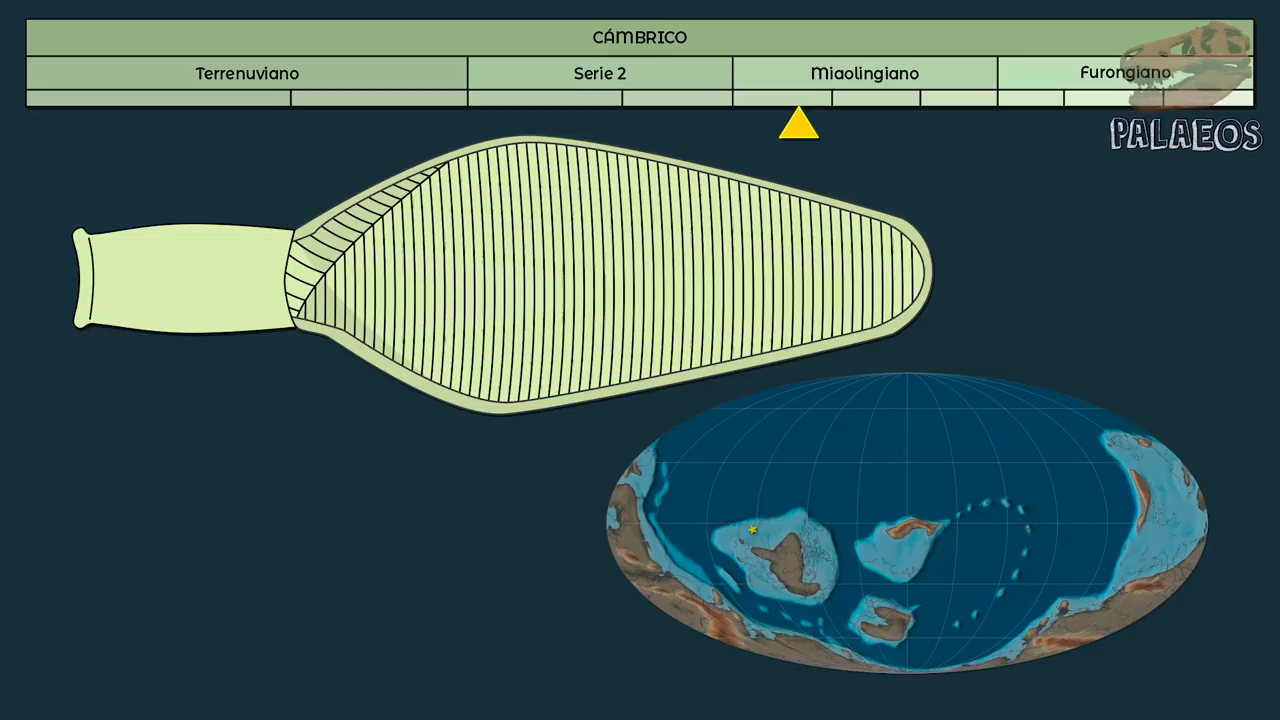 CÁMBRICO
Terrenuviano
Serie 2
Miaolingiano
Furongiano
PALAEOS